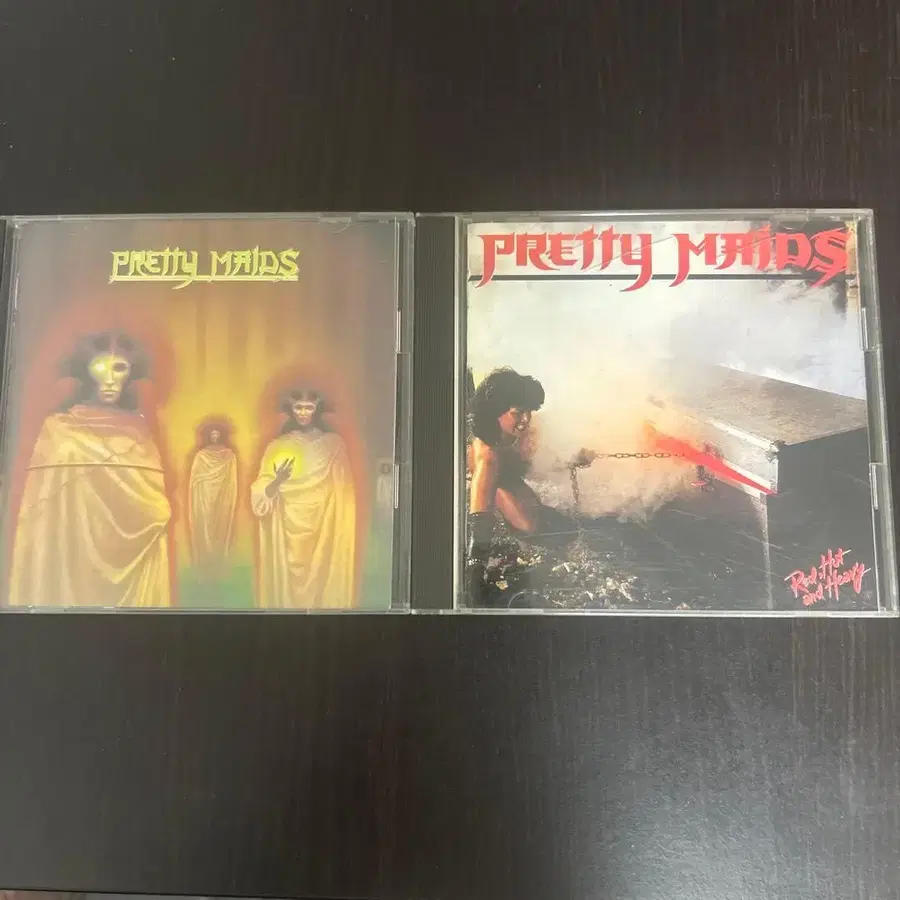 PRETTY MAIDS
PRETTY MAIDS
Red, Hot
and Heavy